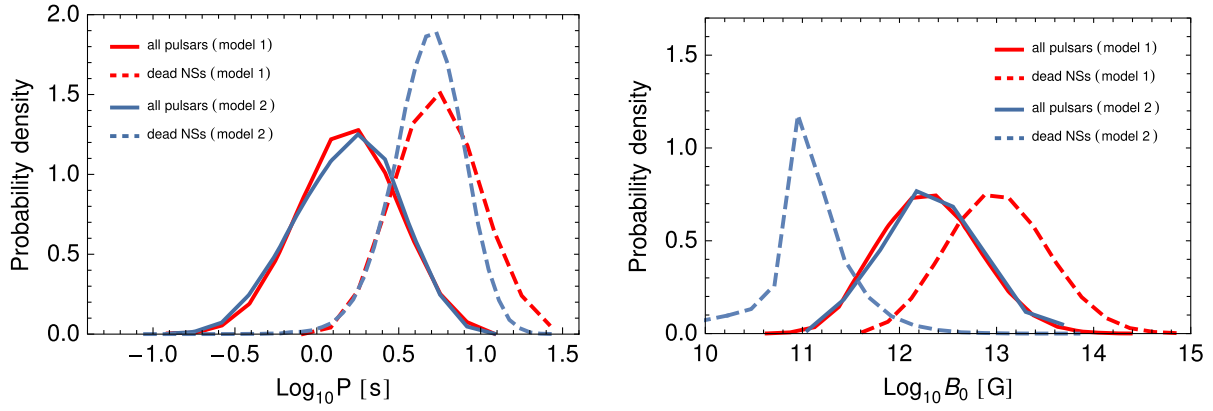 2.0
1.5
1.0
0.5
0.0
Probability density
all pulsars (model 1)
dead NSs (model 1)
all pulsars (model 2)
dead NSs (model 2)
−1.0 −0.5 0.0 0.5 1.0 1.5
Log10P [s]
1.5
1.0
0.5
0.0
Probability density
all pulsars (model 1)
dead NSs (model 1)
all pulsars (model 2)
dead NSs (model 2)
10 11 12 13 14 15
Log10B0 [G]